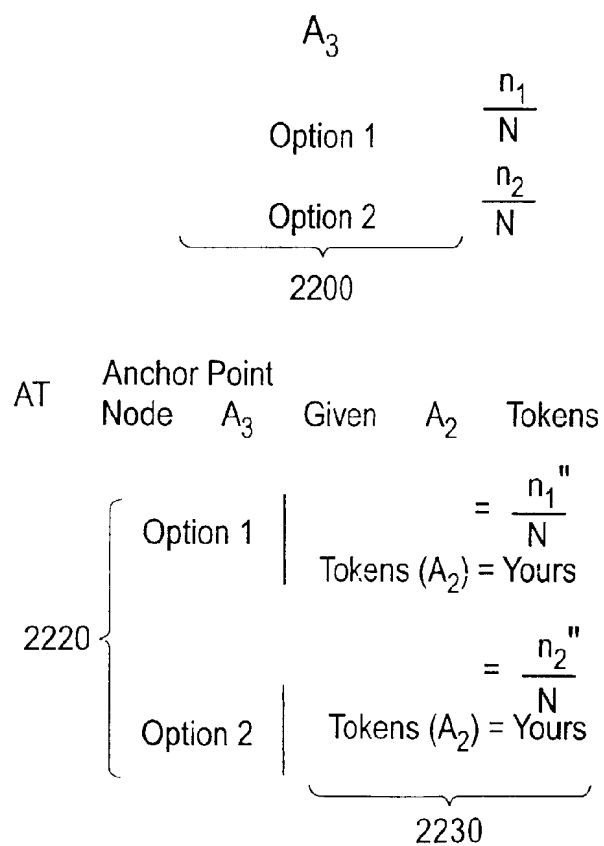 A₃
Option 1 n₁/N
Option 2 n₂/N
2200
Anchor Point
AT Node A₃ Given A₂ Tokens
= n₁"/N
Option 1 | Tokens (A₂) = Yours
2220
= n₂"/N
Option 2 | Tokens (A₂) = Yours
2230